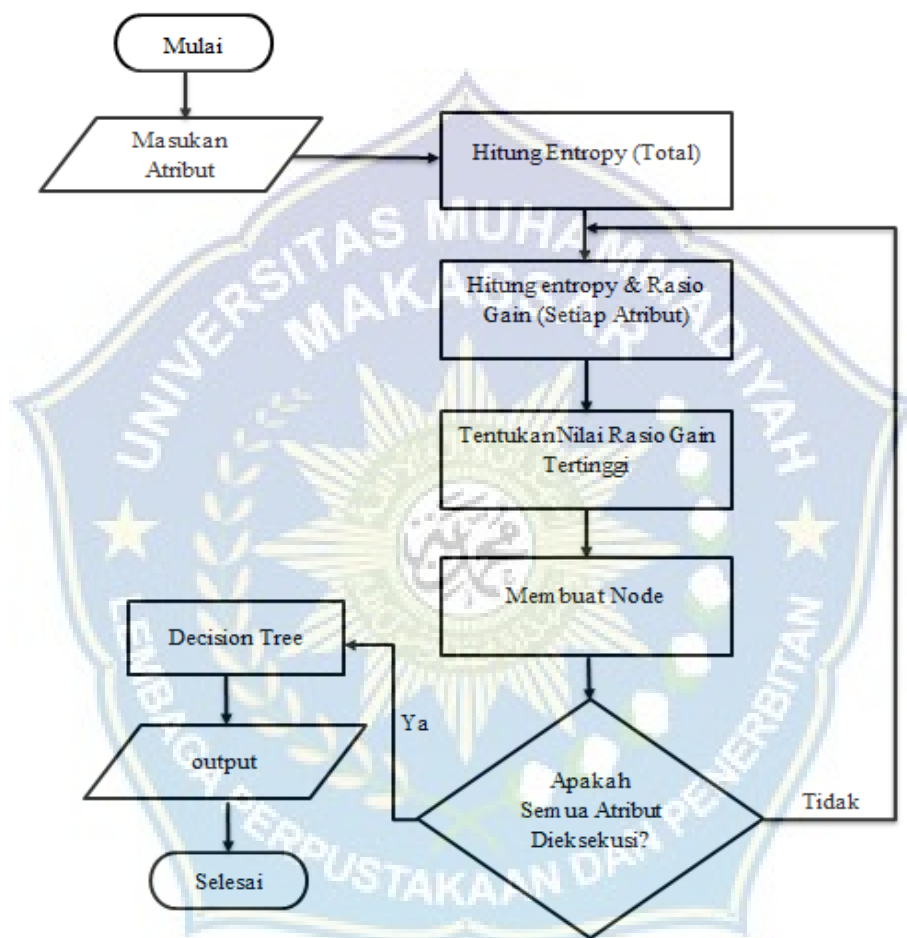 Mulai
Masukan
Atribut
Hitung Entropy (Total)
Hitung entropy & Rasio
Gain (Setiap Atribut)
Tentukan Nilai Rasio Gain
Tertinggi
Membuat Node
Apakah
Semua Atribut
Dieksekusi?
Tidak
Ya
Decision Tree
output
Selesai
UNIVERSITAS MUHAMMADIYAH
MAKASSAR
LEMBAGA PERPUSTAKAAN DAN PENERBITAN